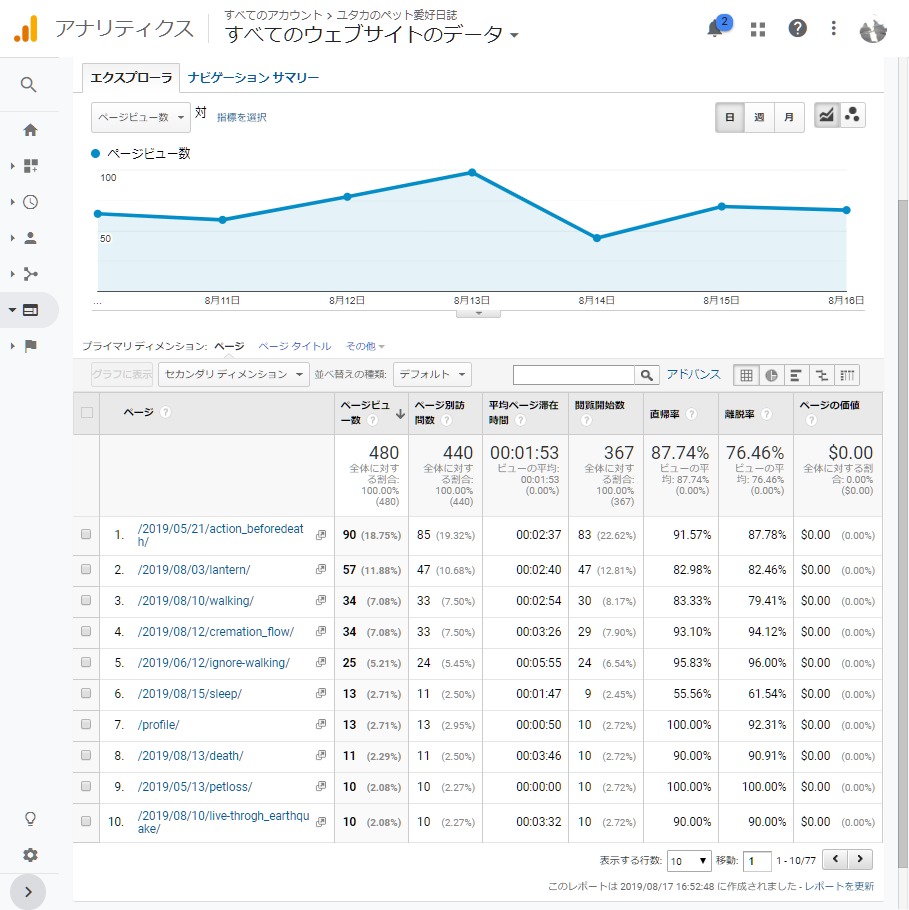 アナリティクス
すべてのアカウント > ユタカのペット愛好日誌
すべてのウェブサイトのデータ
2
エクスプローラ ナビゲーション サマリー
ページビュー数 対 指標を選択 日 週 月
ページビュー数
100
50
... 8月11日 8月12日 8月13日 8月14日 8月15日 8月16日
プライマリ ディメンション: ページ ページ タイトル その他
グラフに表示 セカンダリ ディメンション 並べ替えの種類: デフォルト アドバンス
ページ ? ページビュー数 ? ページ別訪問数 ? 平均ページ滞在時間 ? 閲覧開始数 ? 直帰率 ? 離脱率 ? ページの価値 ?
480 440 00:01:53 367 87.74% 76.46% $0.00
全体に対する割合: 100.00% (480) 全体に対する割合: 100.00% (440) ビューの平均: 00:01:53 (0.00%) 全体に対する割合: 100.00% (367) ビューの平均: 87.74% (0.00%) ビューの平均: 76.46% (0.00%) 全体に対する割合: 0.00% ($0.00)
1. /2019/05/21/action_beforedeath/ 90 (18.75%) 85 (19.32%) 00:02:37 83 (22.62%) 91.57% 87.78% $0.00 (0.00%)
2. /2019/08/03/lantern/ 57 (11.88%) 47 (10.68%) 00:02:40 47 (12.81%) 82.98% 82.46% $0.00 (0.00%)
3. /2019/08/10/walking/ 34 (7.08%) 33 (7.50%) 00:02:54 30 (8.17%) 83.33% 79.41% $0.00 (0.00%)
4. /2019/08/12/cremation_flow/ 34 (7.08%) 33 (7.50%) 00:03:26 29 (7.90%) 93.10% 94.12% $0.00 (0.00%)
5. /2019/06/12/ignore-walking/ 25 (5.21%) 24 (5.45%) 00:05:55 24 (6.54%) 95.83% 96.00% $0.00 (0.00%)
6. /2019/08/15/sleep/ 13 (2.71%) 11 (2.50%) 00:01:47 9 (2.45%) 55.56% 61.54% $0.00 (0.00%)
7. /profile/ 13 (2.71%) 13 (2.95%) 00:00:50 10 (2.72%) 100.00% 92.31% $0.00 (0.00%)
8. /2019/08/13/death/ 11 (2.29%) 11 (2.50%) 00:03:46 10 (2.72%) 90.00% 90.91% $0.00 (0.00%)
9. /2019/05/13/petloss/ 10 (2.08%) 10 (2.27%) 00:00:00 10 (2.72%) 100.00% 100.00% $0.00 (0.00%)
10. /2019/08/10/live-throgh_earthquake/ 10 (2.08%) 10 (2.27%) 00:03:32 10 (2.72%) 90.00% 90.00% $0.00 (0.00%)
表示する行数: 10 移動: 1 1 - 10/77
このレポートは 2019/08/17 16:52:48 に作成されました - レポートを更新